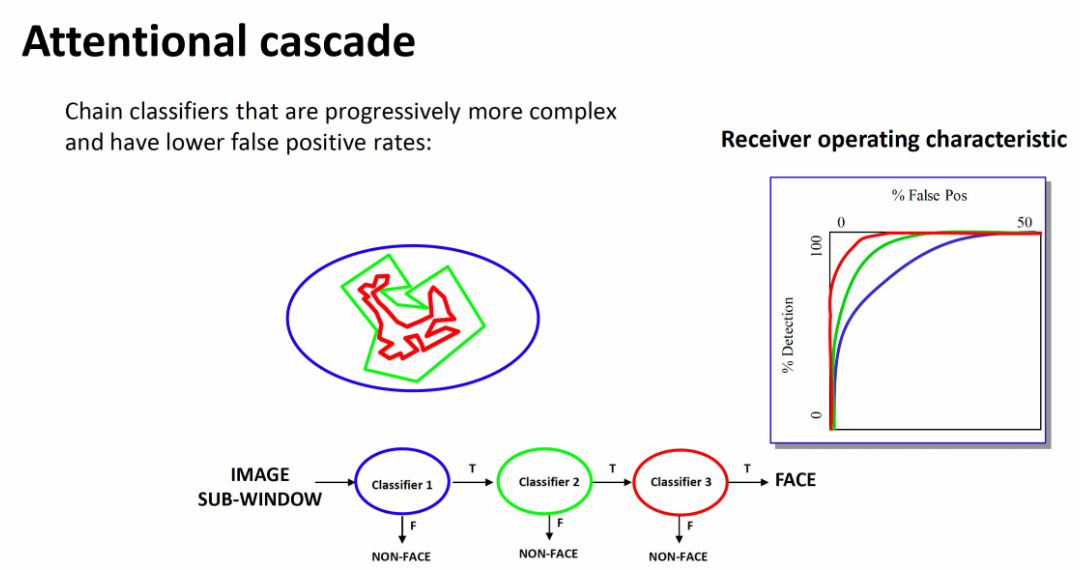 Attentional cascade
Chain classifiers that are progressively more complex
and have lower false positive rates:
Receiver operating characteristic
% False Pos
0
50
100
% Detection
0
IMAGE
SUB-WINDOW
Classifier 1
T
Classifier 2
T
Classifier 3
T
FACE
F
F
F
NON-FACE
NON-FACE
NON-FACE